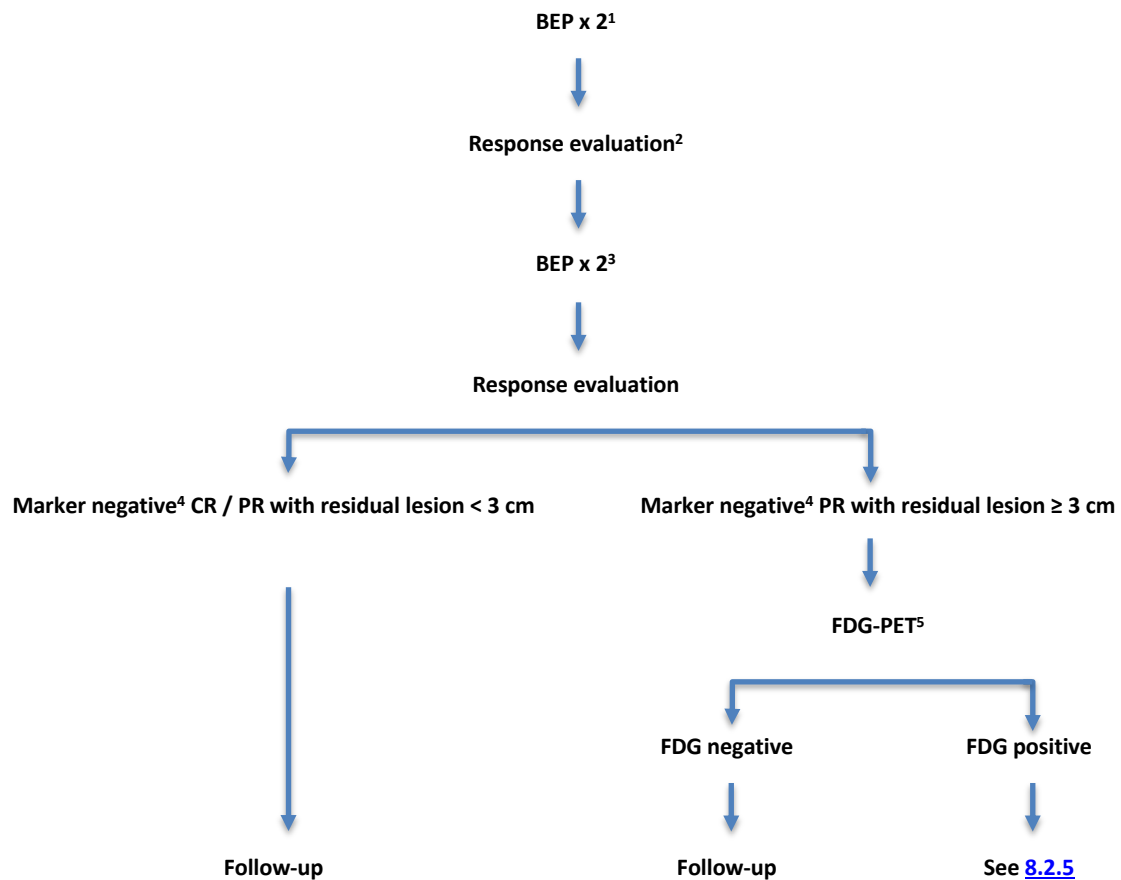 BEP x 2¹
Response evaluation²
BEP x 2³
Response evaluation
Marker negative⁴ CR / PR with residual lesion < 3 cm
Marker negative⁴ PR with residual lesion ≥ 3 cm
FDG-PET⁵
FDG negative
FDG positive
Follow-up
Follow-up
See 8.2.5